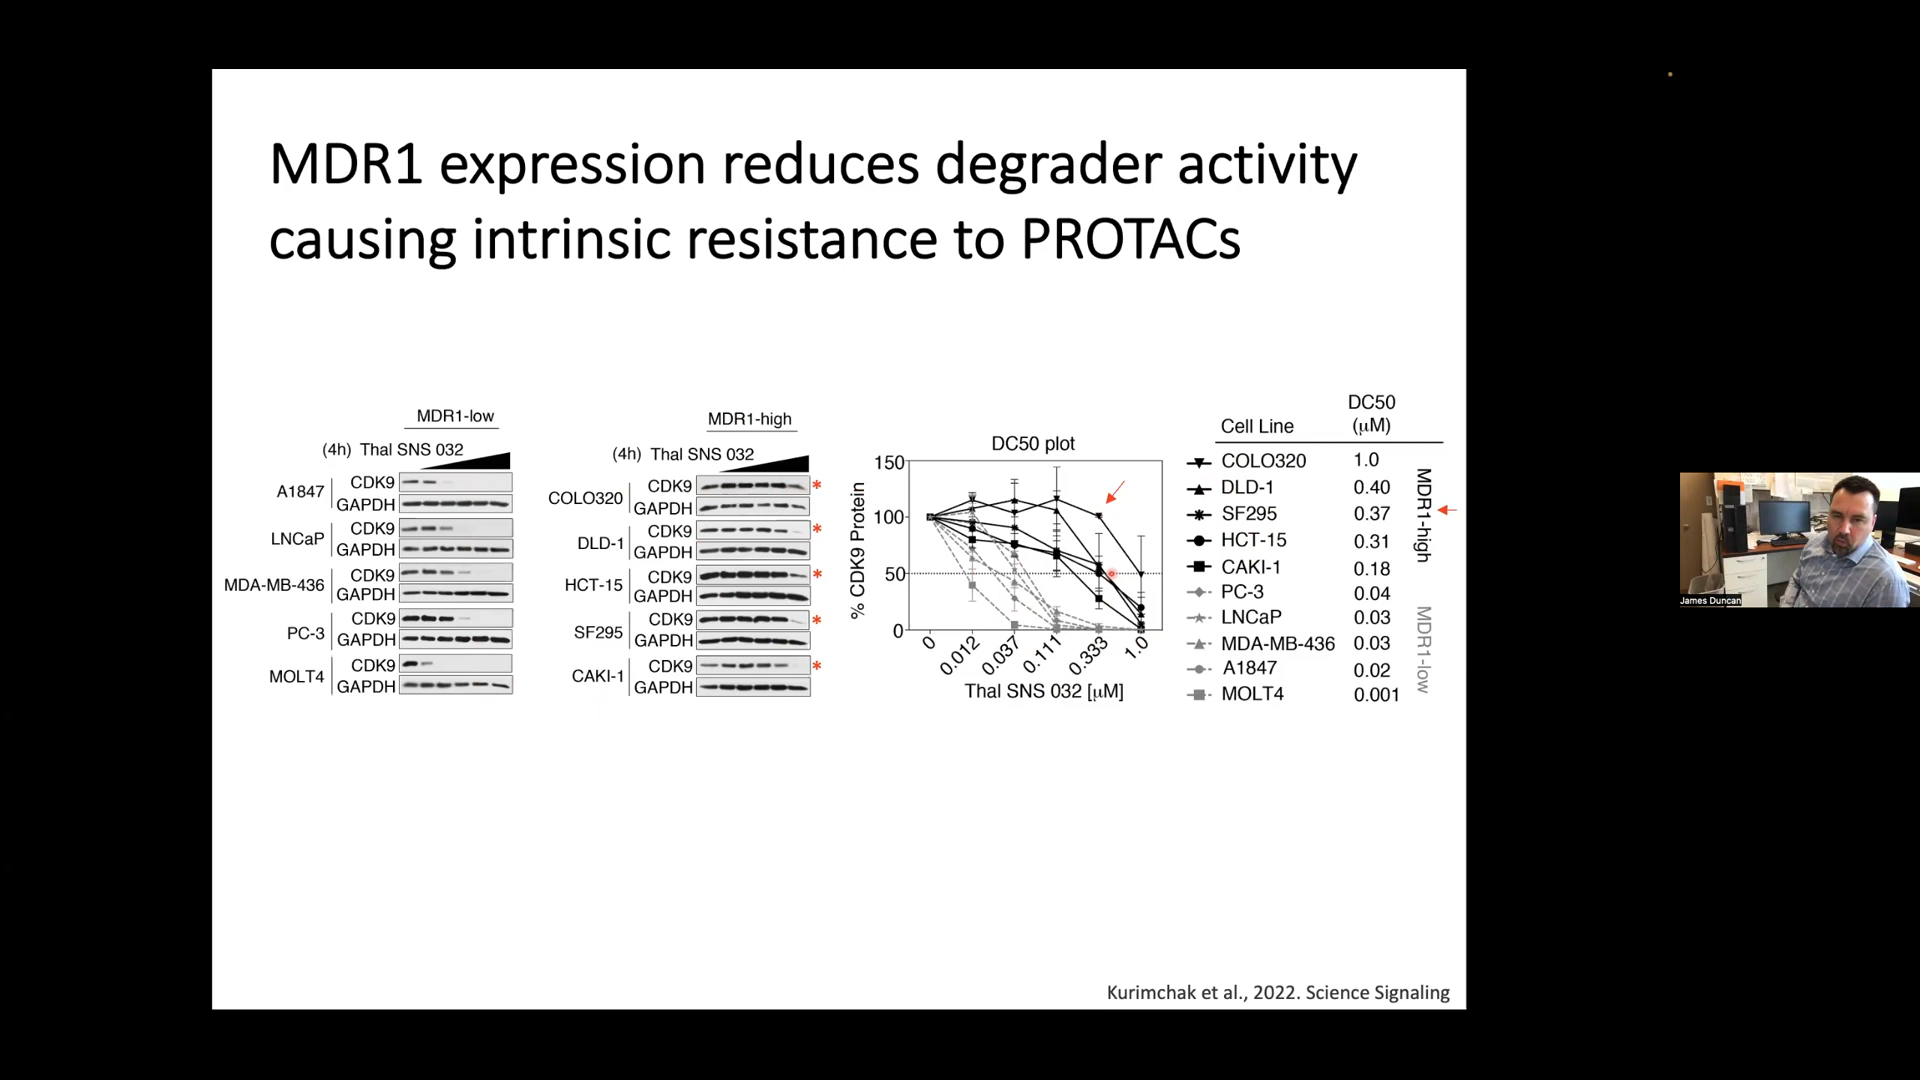 MDR1 expression reduces degrader activity
causing intrinsic resistance to PROTACs
MDR1-low
(4h) Thal SNS 032
A1847
CDK9
GAPDH
LNCaP
CDK9
GAPDH
MDA-MB-436
CDK9
GAPDH
PC-3
CDK9
GAPDH
MOLT4
CDK9
GAPDH
MDR1-high
(4h) Thal SNS 032
COLO320
CDK9 *
GAPDH
DLD-1
CDK9 *
GAPDH
HCT-15
CDK9 *
GAPDH
SF295
CDK9 *
GAPDH
CAKI-1
CDK9 *
GAPDH
DC50 plot
% CDK9 Protein
150
100
50
0
0 0.012 0.037 0.111 0.333 1.0
Thal SNS 032 [μM]
DC50
Cell Line (μM)
COLO320 1.0
DLD-1 0.40
SF295 0.37
HCT-15 0.31
CAKI-1 0.18
PC-3 0.04
LNCaP 0.03
MDA-MB-436 0.03
A1847 0.02
MOLT4 0.001
MDR1-high
MDR1-low
Kurimchak et al., 2022. Science Signaling
James Duncan